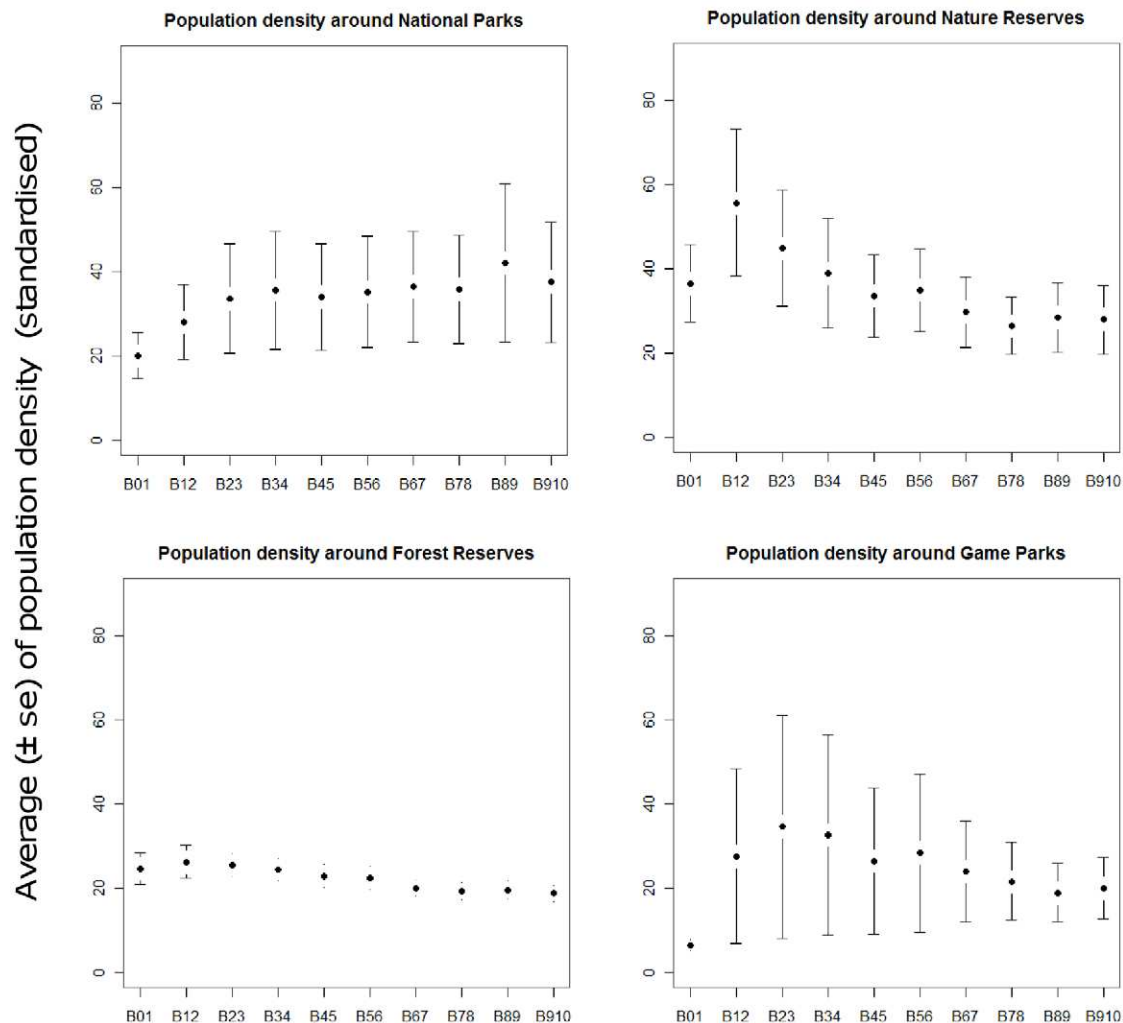 Average (± se) of population density (standardised)
Population density around National Parks
80
60
40
20
0
B01 B12 B23 B34 B45 B56 B67 B78 B89 B910
Population density around Nature Reserves
80
60
40
20
0
B01 B12 B23 B34 B45 B56 B67 B78 B89 B910
Population density around Forest Reserves
80
60
40
20
0
B01 B12 B23 B34 B45 B56 B67 B78 B89 B910
Population density around Game Parks
80
60
40
20
0
B01 B12 B23 B34 B45 B56 B67 B78 B89 B910